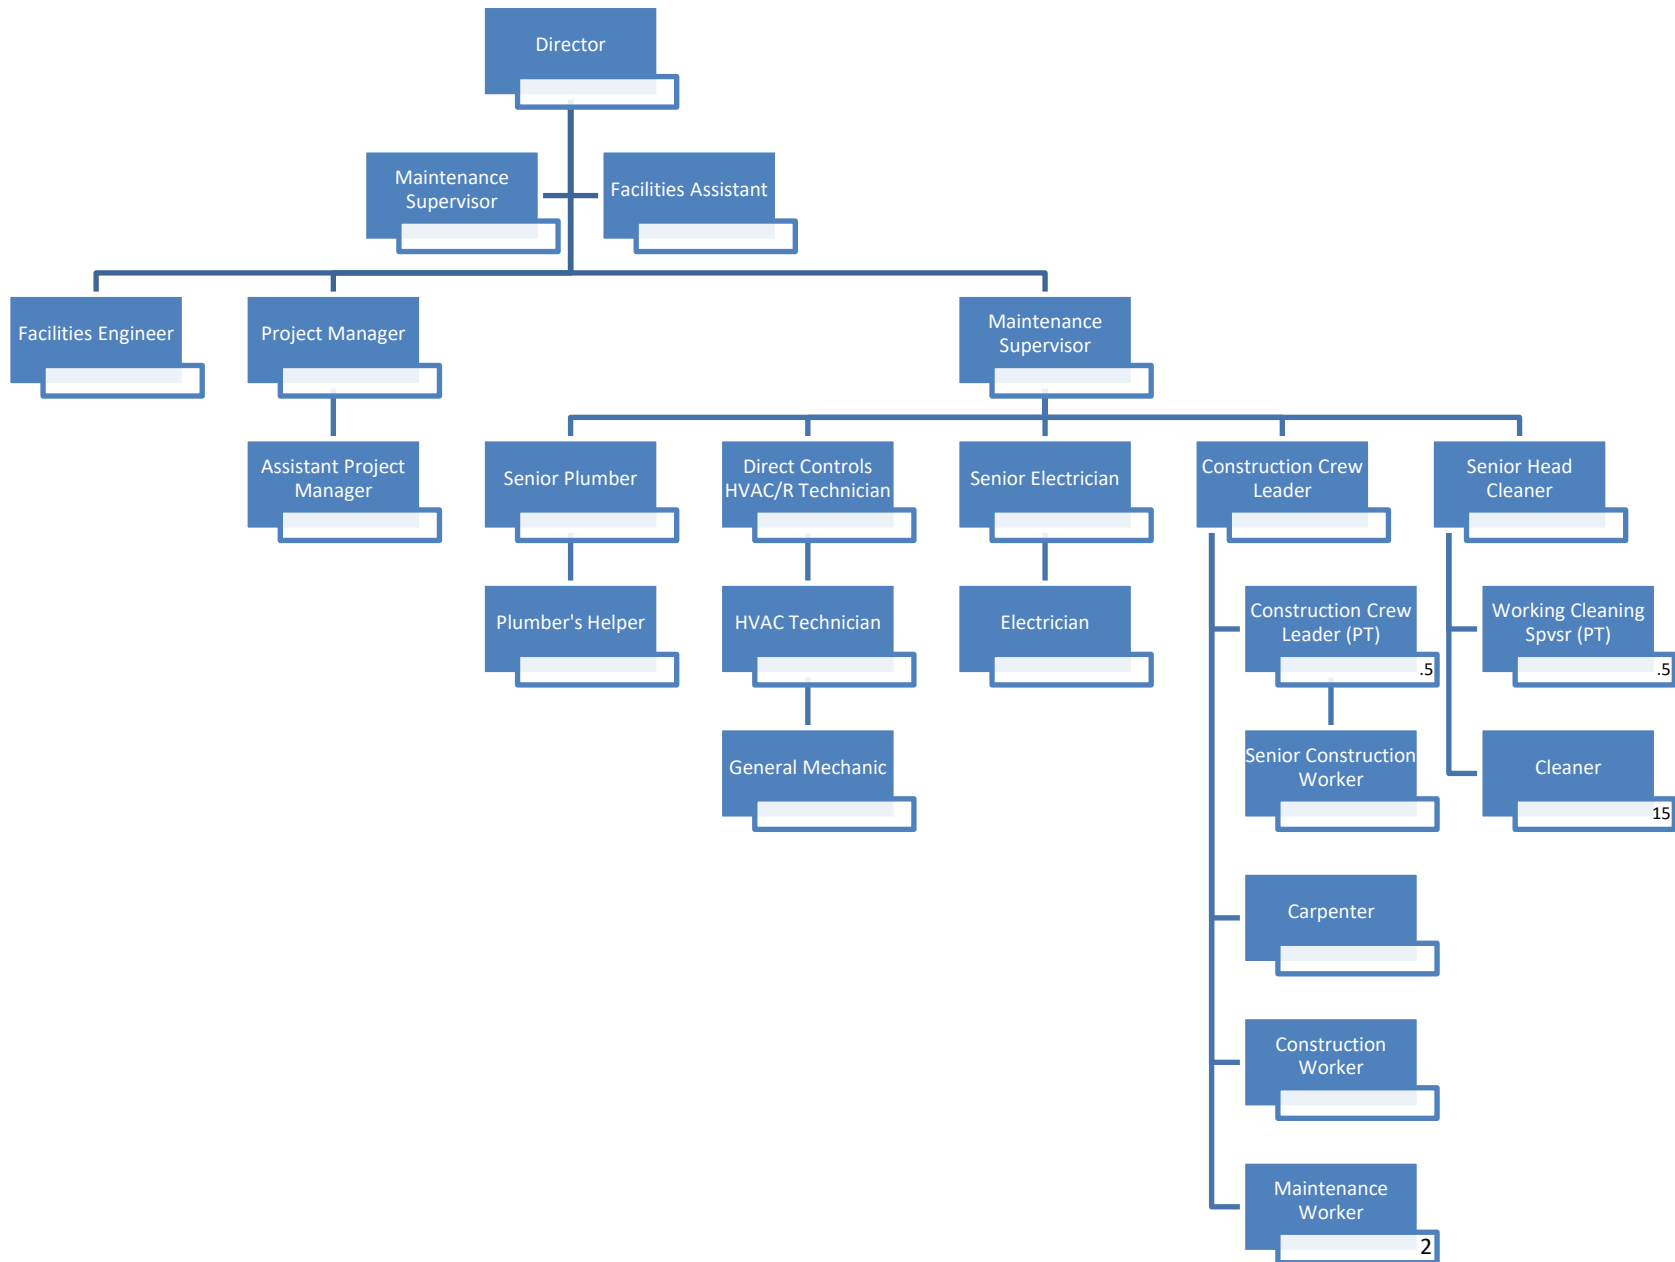 Director
Maintenance
Supervisor
Facilities Assistant
Facilities Engineer
Project Manager
Maintenance
Supervisor
Assistant Project
Manager
Senior Plumber
Direct Controls
HVAC/R Technician
Senior Electrician
Construction Crew
Leader
Senior Head
Cleaner
Plumber's Helper
HVAC Technician
Electrician
Construction Crew
Leader (PT)
.5
Working Cleaning
Spvsr (PT)
.5
General Mechanic
Senior Construction
Worker
Cleaner
15
Carpenter
Construction
Worker
Maintenance
Worker
2